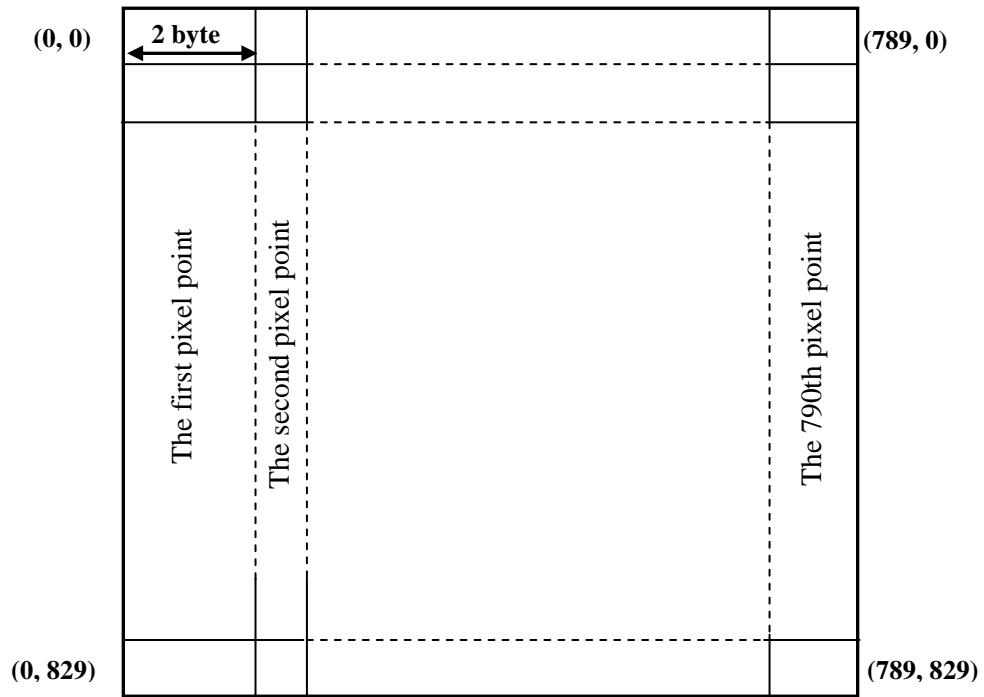 (0, 0)
2 byte
(789, 0)
The first pixel point
The second pixel point
The 790th pixel point
(0, 829)
(789, 829)